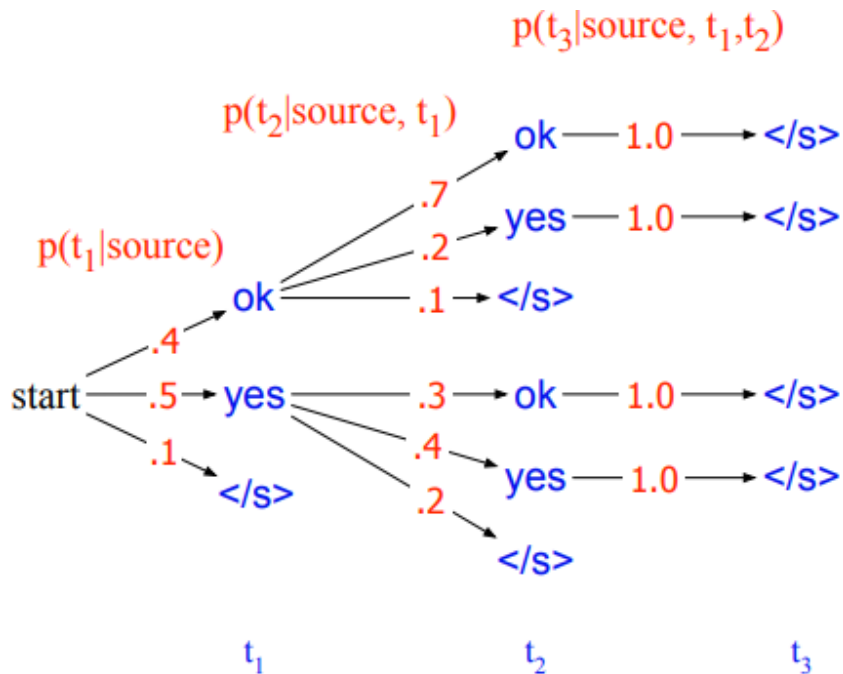 p(t₃|source, t₁,t₂)
p(t₂|source, t₁)
ok 1.0 </s>
.7
yes 1.0 </s>
.2
p(t₁|source)
ok .1 </s>
.4
start .5 yes .3 ok 1.0 </s>
.1 .4
yes 1.0 </s>
</s> .2
</s>
t₁ t₂ t₃